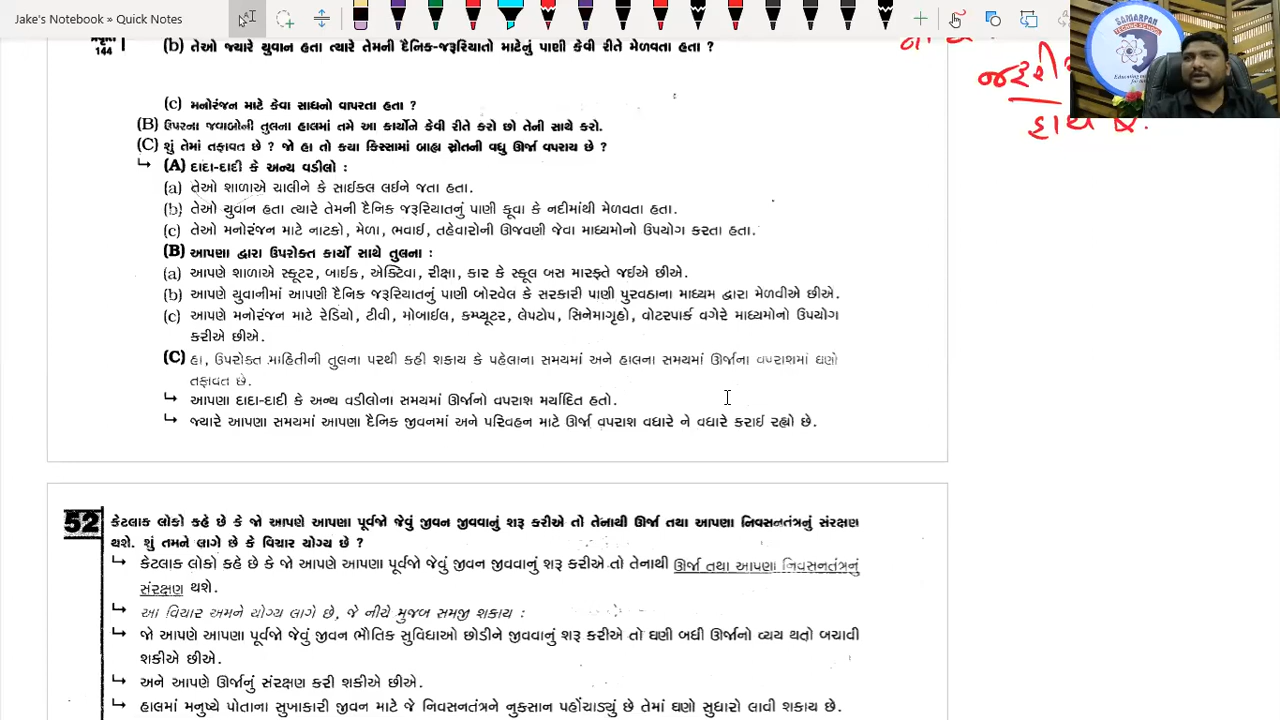 Jake's Notebook » Quick Notes
SAMARPAN
144
(b) તેઓ જ્યારે યુવાન હતા ત્યારે તેમની દૈનિક-જરૂરિયાતો માટેનું પાણી કેવી રીતે મેળવતા હતા ?
(c) મનોરંજન માટે કેવા સાધનો વાપરતા હતા ?
(B) ઉપરના જવાબોની તુલના હાલમાં તમે આ કાર્યોને કેવી રીતે કરો છો તેની સાથે કરો.
(C) શું તેમાં તફાવત છે ? જો હા તો કયા કિસ્સામાં બાહ્ય સ્રોતની વધુ ઊર્જા વપરાય છે ?
↳ (A) દાદા-દાદી કે અન્ય વડીલો :
(a) તેઓ શાળાએ ચાલીને કે સાઈકલ લઈને જતા હતા.
(b) તેઓ યુવાન હતા ત્યારે તેમની દૈનિક જરૂરિયાતનું પાણી કૂવા કે નદીમાંથી મેળવતા હતા.
(c) તેઓ મનોરંજન માટે નાટકો, મેળા, ભવાઈ, તહેવારોની ઊજવણી જેવા માધ્યમોનો ઉપયોગ કરતા હતા.
(B) આપણા દ્વારા ઉપરોક્ત કાર્યો સાથે તુલના :
(a) આપણે શાળાએ સ્કૂટર, બાઈક, એક્ટિવા, રીક્ષા, કાર કે સ્કૂલ બસ મારફતે જઈએ છીએ.
(b) આપણે યુવાનીમાં આપણી દૈનિક જરૂરિયાતનું પાણી બોરવેલ કે સરકારી પાણી પુરવઠાના માધ્યમ દ્વારા મેળવીએ છીએ.
(c) આપણે મનોરંજન માટે રેડિયો, ટીવી, મોબાઈલ, કમ્પ્યૂટર, લેપટોપ, સિનેમાગૃહો, વોટરપાર્ક વગેરે માધ્યમોનો ઉપયોગ
કરીએ છીએ.
(C) હા, ઉપરોક્ત માહિતીની તુલના પરથી કહી શકાય કે પહેલાના સમયમાં અને હાલના સમયમાં ઊર્જાના વપરાશમાં ઘણો
તફાવત છે.
↳ આપણા દાદા-દાદી કે અન્ય વડીલોના સમયમાં ઊર્જાનો વપરાશ મર્યાદિત હતો.
↳ જ્યારે આપણા સમયમાં આપણા દૈનિક જીવનમાં અને પરિવહન માટે ઊર્જા વપરાશ વધારે ને વધારે કરાઈ રહ્યો છે.
52 કેટલાક લોકો કહે છે કે જો આપણે આપણા પૂર્વજો જેવું જીવન જીવવાનું શરૂ કરીએ તો તેનાથી ઊર્જા તથા આપણા નિવસનતંત્રનું સંરક્ષણ
થશે. શું તમને લાગે છે કે વિચાર યોગ્ય છે ?
↳ કેટલાક લોકો કહે છે કે જો આપણે આપણા પૂર્વજો જેવું જીવન જીવવાનું શરૂ કરીએ તો તેનાથી ઊર્જા તથા આપણા નિવસનતંત્રનું
સંરક્ષણ થશે.
↳ આ વિચાર અમને યોગ્ય લાગે છે, જે નીચે મુજબ સમજી શકાય :
↳ જો આપણે આપણા પૂર્વજો જેવું જીવન ભૌતિક સુવિધાઓ છોડીને જીવવાનું શરૂ કરીએ તો ઘણી બધી ઊર્જાનો વ્યય થતો બચાવી
શકીએ છીએ.
↳ અને આપણે ઊર્જાનું સંરક્ષણ કરી શકીએ છીએ.
↳ હાલમાં મનુષ્યે પોતાના સુખાકારી જીવન માટે જે નિવસનતંત્રને નુક્સાન પહોંચાડ્યું છે તેમાં ઘણો સુધારો લાવી શકાય છે.